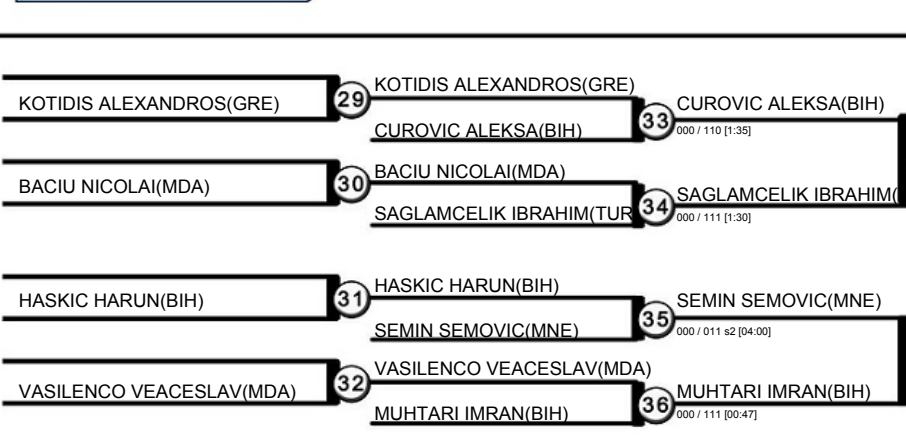 KOTIDIS ALEXANDROS(GRE)
29
KOTIDIS ALEXANDROS(GRE)
CUROVIC ALEKSA(BIH)
33
CUROVIC ALEKSA(BIH)
000 / 110 [1:35]
BACIU NICOLAI(MDA)
30
BACIU NICOLAI(MDA)
SAGLAMCELIK IBRAHIM(TUR
34
SAGLAMCELIK IBRAHIM(
000 / 111 [1:30]
HASKIC HARUN(BIH)
31
HASKIC HARUN(BIH)
SEMIN SEMOVIC(MNE)
35
SEMIN SEMOVIC(MNE)
000 / 011 s2 [04:00]
VASILENCO VEACESLAV(MDA)
32
VASILENCO VEACESLAV(MDA)
MUHTARI IMRAN(BIH)
36
MUHTARI IMRAN(BIH)
000 / 111 [00:47]